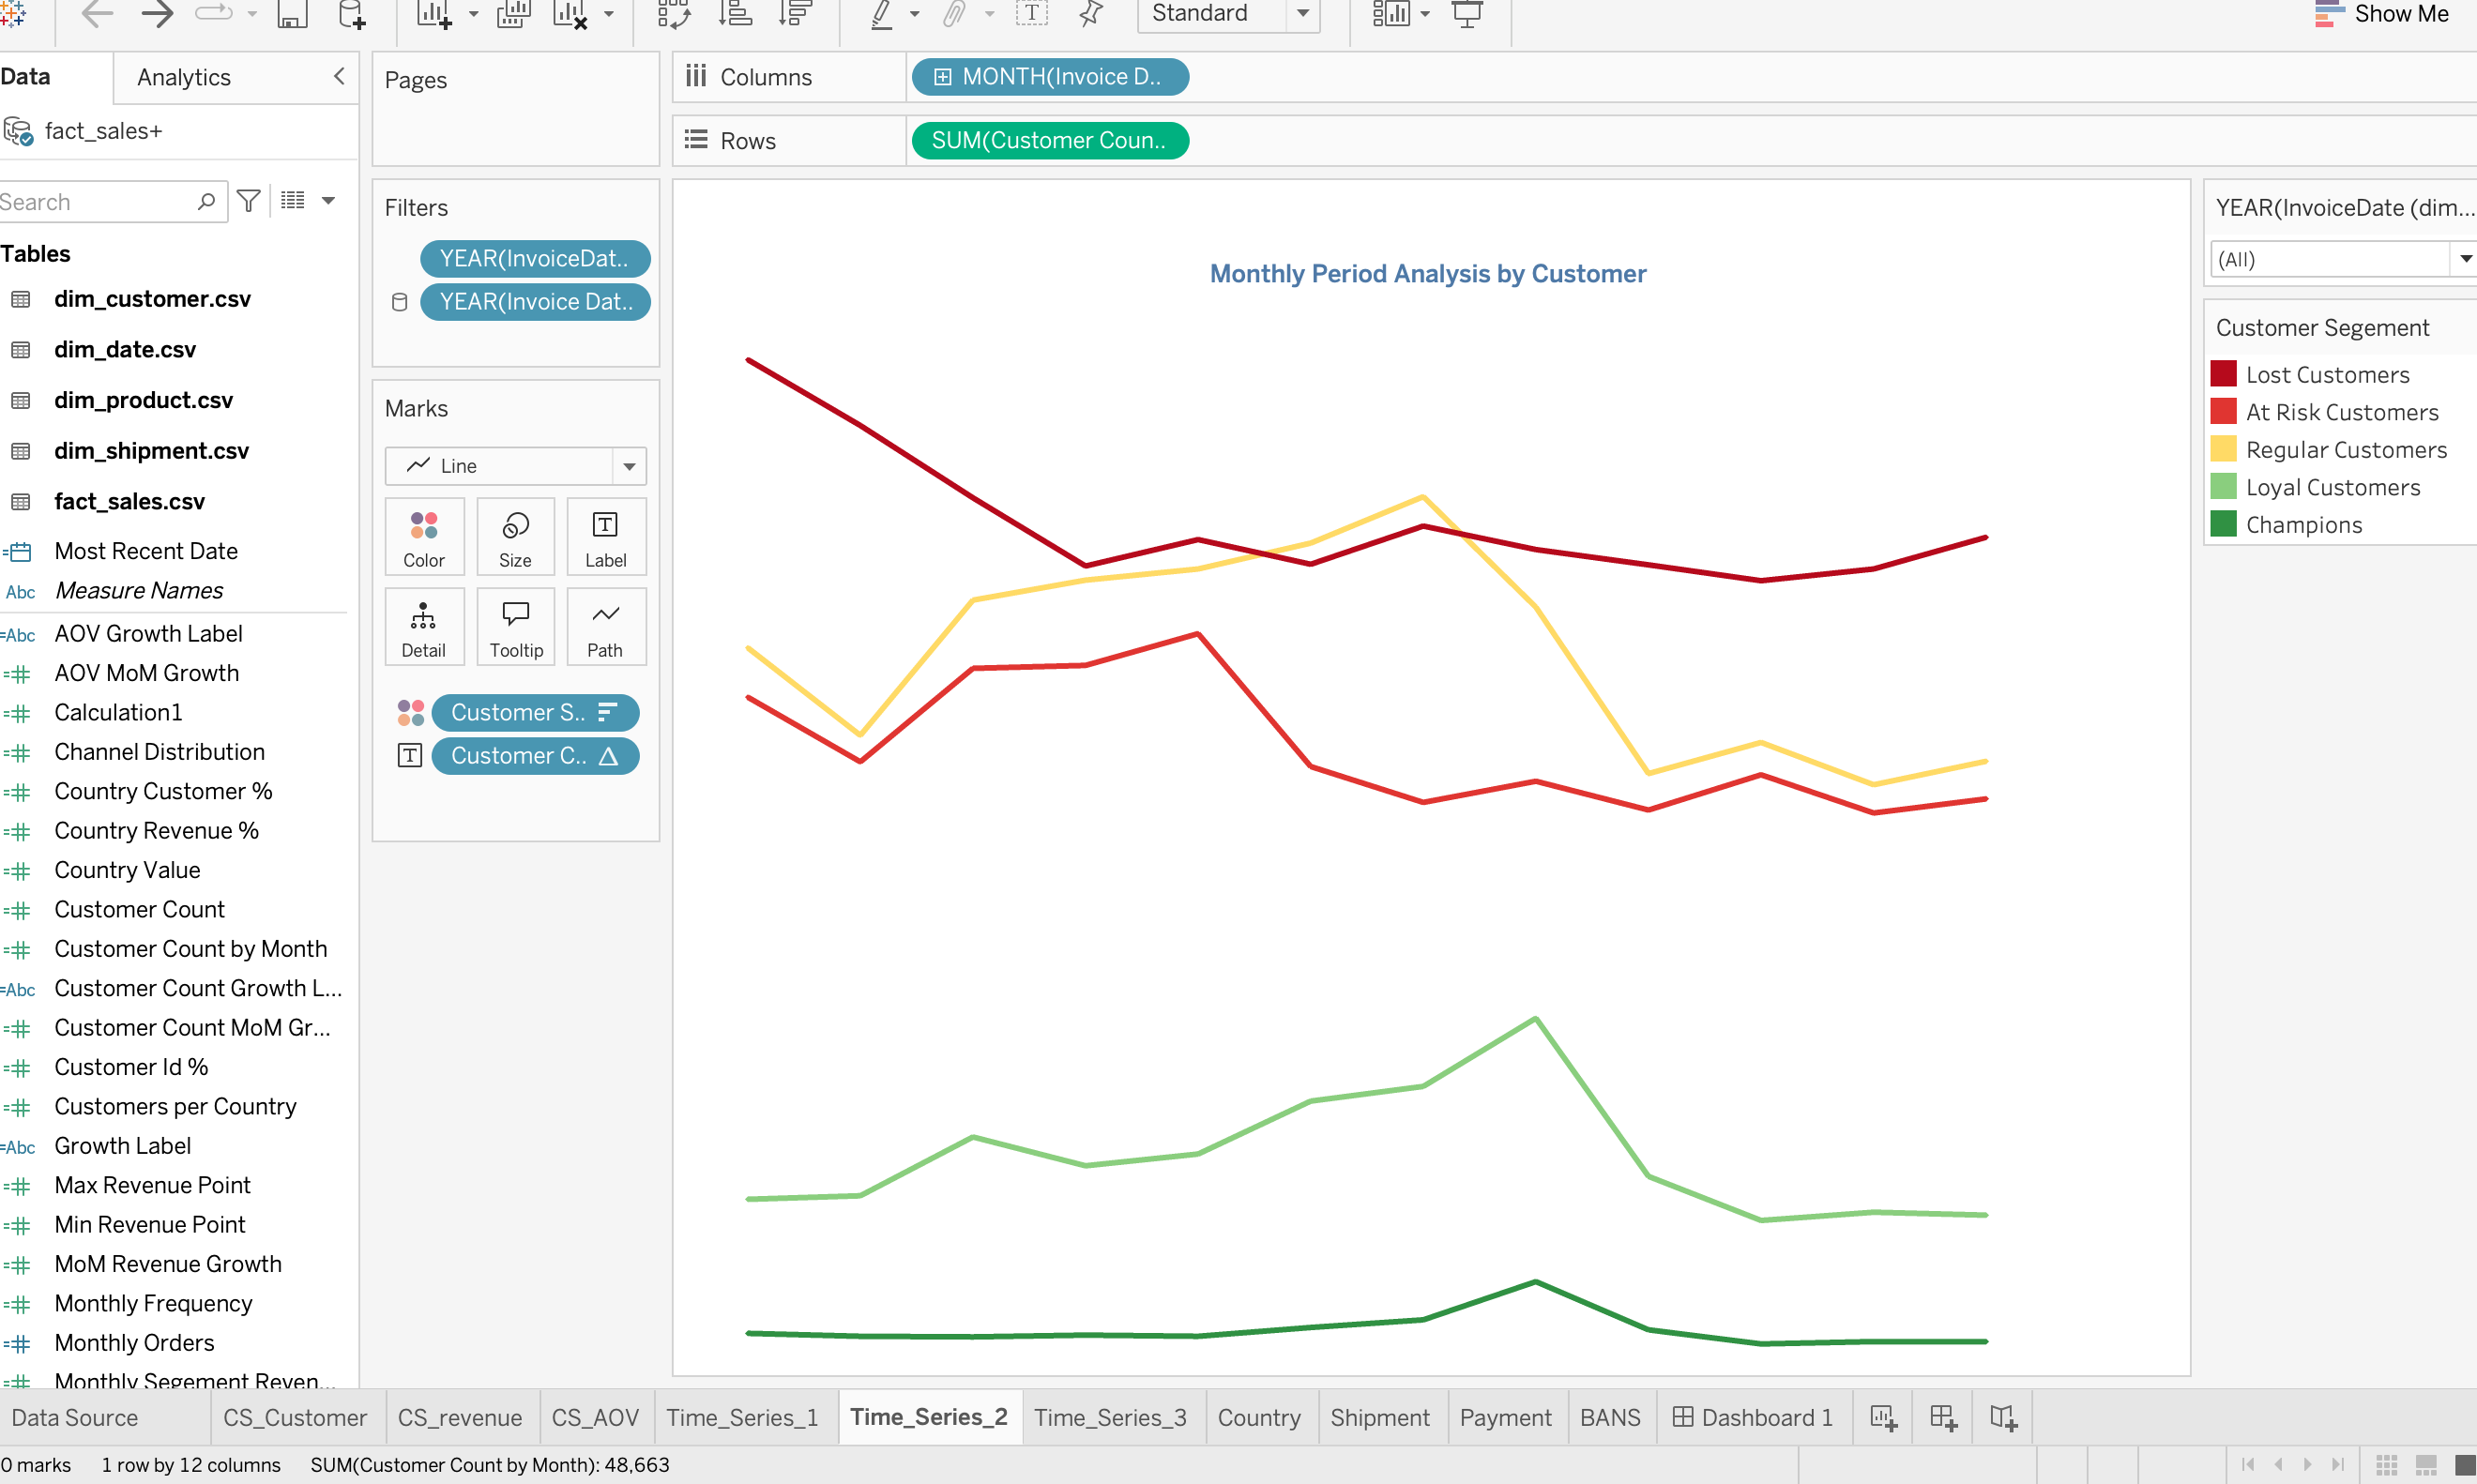 Standard
Show Me
Data
Analytics
Pages
Columns
MONTH(Invoice D..
fact_sales+
Rows
SUM(Customer Coun..
Search
Filters
YEAR(InvoiceDat..
YEAR(Invoice Dat..
YEAR(InvoiceDate (dim...
(All)
Tables
dim_customer.csv
dim_date.csv
dim_product.csv
dim_shipment.csv
fact_sales.csv
Most Recent Date
Abc Measure Names
=Abc AOV Growth Label
AOV MoM Growth
Calculation1
Channel Distribution
Country Customer %
Country Revenue %
Country Value
Customer Count
Customer Count by Month
=Abc Customer Count Growth L...
Customer Count MoM Gr...
Customer Id %
Customers per Country
=Abc Growth Label
Max Revenue Point
Min Revenue Point
MoM Revenue Growth
Monthly Frequency
Monthly Orders
Monthly Segement Reven...
Marks
Line
Color
Size
T
Label
Detail
Tooltip
Path
Customer S..
T
Customer C..
Monthly Period Analysis by Customer
Customer Segement
Lost Customers
At Risk Customers
Regular Customers
Loyal Customers
Champions
Data Source
CS_Customer
CS_revenue
CS_AOV
Time_Series_1
Time_Series_2
Time_Series_3
Country
Shipment
Payment
BANS
Dashboard 1
0 marks
1 row by 12 columns
SUM(Customer Count by Month): 48,663